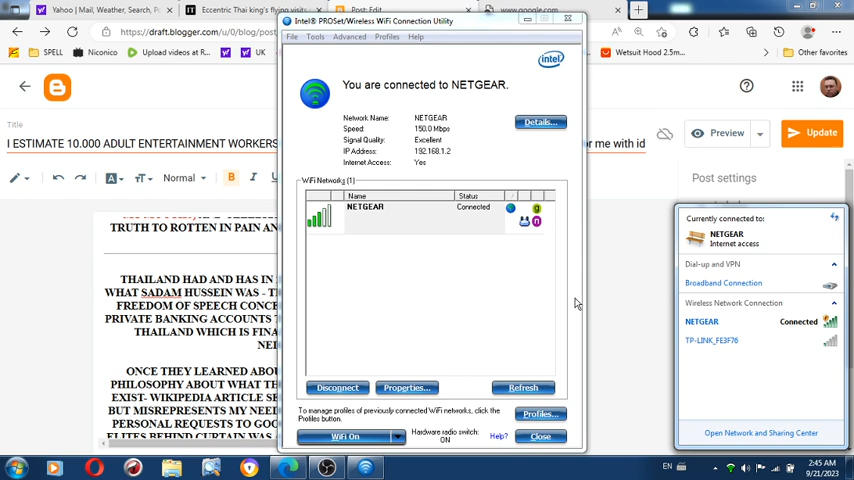 Yahoo | Mail, Weather, Search, Po
Eccentric Thai king's flying visit
Post: Edit
www.google.com
Intel® PROSet/Wireless WiFi Connection Utility
https://draft.blogger.com/u/0/blog/post
SPELL
Niconico
PLAY
UK
Wetsuit Hood 2.5m...
Other favorites
File Tools Advanced Profiles Help
intel
You are connected to NETGEAR.
Network Name: NETGEAR
Speed: 150.0 Mbps
Signal Quality: Excellent
IP Address: 192.168.1.2
Internet Access: Yes
Details...
WiFi Networks (1)
Name Status
NETGEAR Connected
g
n
Disconnect Properties... Refresh
To manage profiles of previously connected WiFi networks, click the
Profiles button.
Profiles...
WiFi On
Hardware radio switch:
ON
Help?
Close
Title
I ESTIMATE 10.000 ADULT ENTERTAINMENT WORKERS
or me with id
Preview
Update
Normal
B I
Post settings
TRUTH TO ROTTEN IN PAIN AN
THAILAND HAD AND HAS IN
WHAT SADAM HUSSEIN WAS - T
FREEDOM OF SPEECH CONCE
PRIVATE BANKING ACCOUNTS
THAILAND WHICH IS FINA
ONCE THEY LEARNED ABOU
PHILOSOPHY ABOUT WHAT TH
EXIST- WIKIPEDIA ARTICLE SE
BUT MISREPRESENTS MY NEED
PERSONAL REQUESTS TO GOO
ELITES BEHIND CURTAIN WAS
Currently connected to:
NETGEAR
Internet access
Dial-up and VPN
Broadband Connection
Wireless Network Connection
NETGEAR Connected
TP-LINK_FE3F76
Open Network and Sharing Center
EN
2:45 AM
9/21/2023